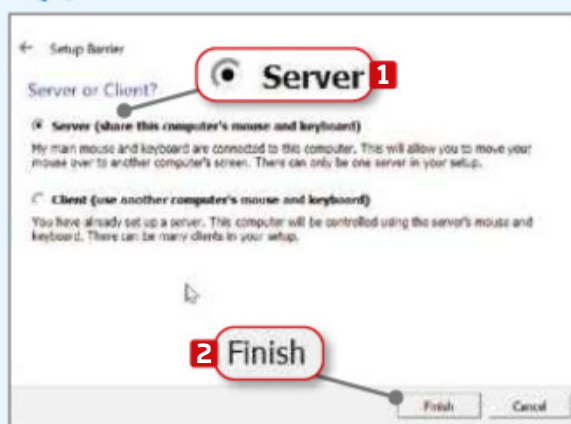 ← Setup Barrier
Server 1
Server or Client?
Server (share this computer's mouse and keyboard)
My main mouse and keyboard are connected to this computer. This will allow you to move your
mouse over to another computer's screen. There can only be one server in your setup.
Client (use another computer's mouse and keyboard)
You have already set up a server. This computer will be controlled using the server's mouse and
keyboard. There can be many clients in your setup.
2 Finish
Finish Cancel